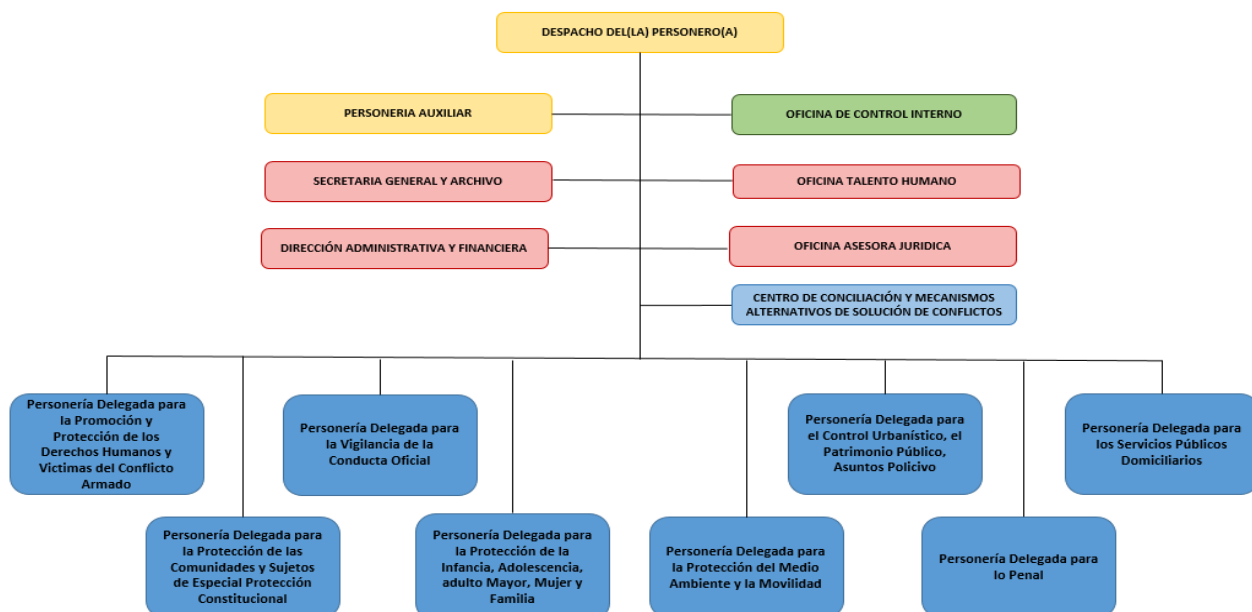 DESPACHO DEL(LA) PERSONERO(A)
PERSONERIA AUXILIAR
OFICINA DE CONTROL INTERNO
SECRETARIA GENERAL Y ARCHIVO
OFICINA TALENTO HUMANO
DIRECCIÓN ADMINISTRATIVA Y FINANCIERA
OFICINA ASESORA JURIDICA
CENTRO DE CONCILIACIÓN Y MECANISMOS
ALTERNATIVOS DE SOLUCIÓN DE CONFLICTOS
Personería Delegada para
la Promoción y
Protección de los
Derechos Humanos y
Victimas del Conflicto
Armado
Personería Delegada para
la Vigilancia de la
Conducta Oficial
Personería Delegada para
el Control Urbanístico, el
Patrimonio Público,
Asuntos Policivo
Personería Delegada para
los Servicios Públicos
Domiciliarios
Personería Delegada para
la Protección de las
Comunidades y Sujetos
de Especial Protección
Constitucional
Personería Delegada para
la Protección de la
Infancia, Adolescencia,
adulto Mayor, Mujer y
Familia
Personería Delegada para
la Protección del Medio
Ambiente y la Movilidad
Personería Delegada para
lo Penal